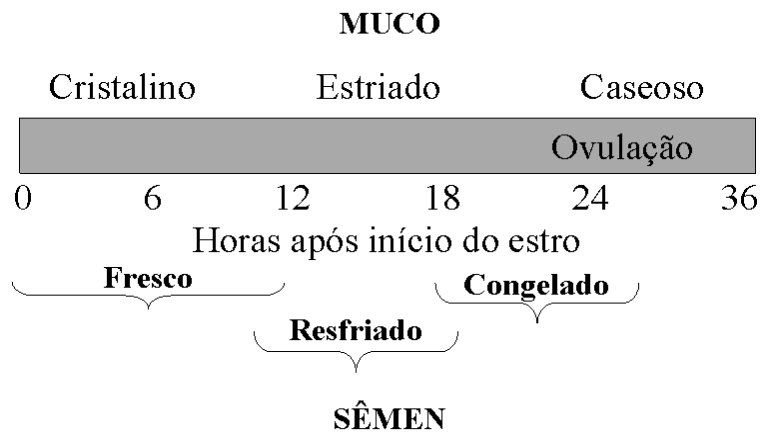 MUCO
Cristalino Estriado Caseoso
Ovulação
0 6 12 18 24 36
Horas após início do estro
Fresco Congelado
Resfriado
SÊMEN